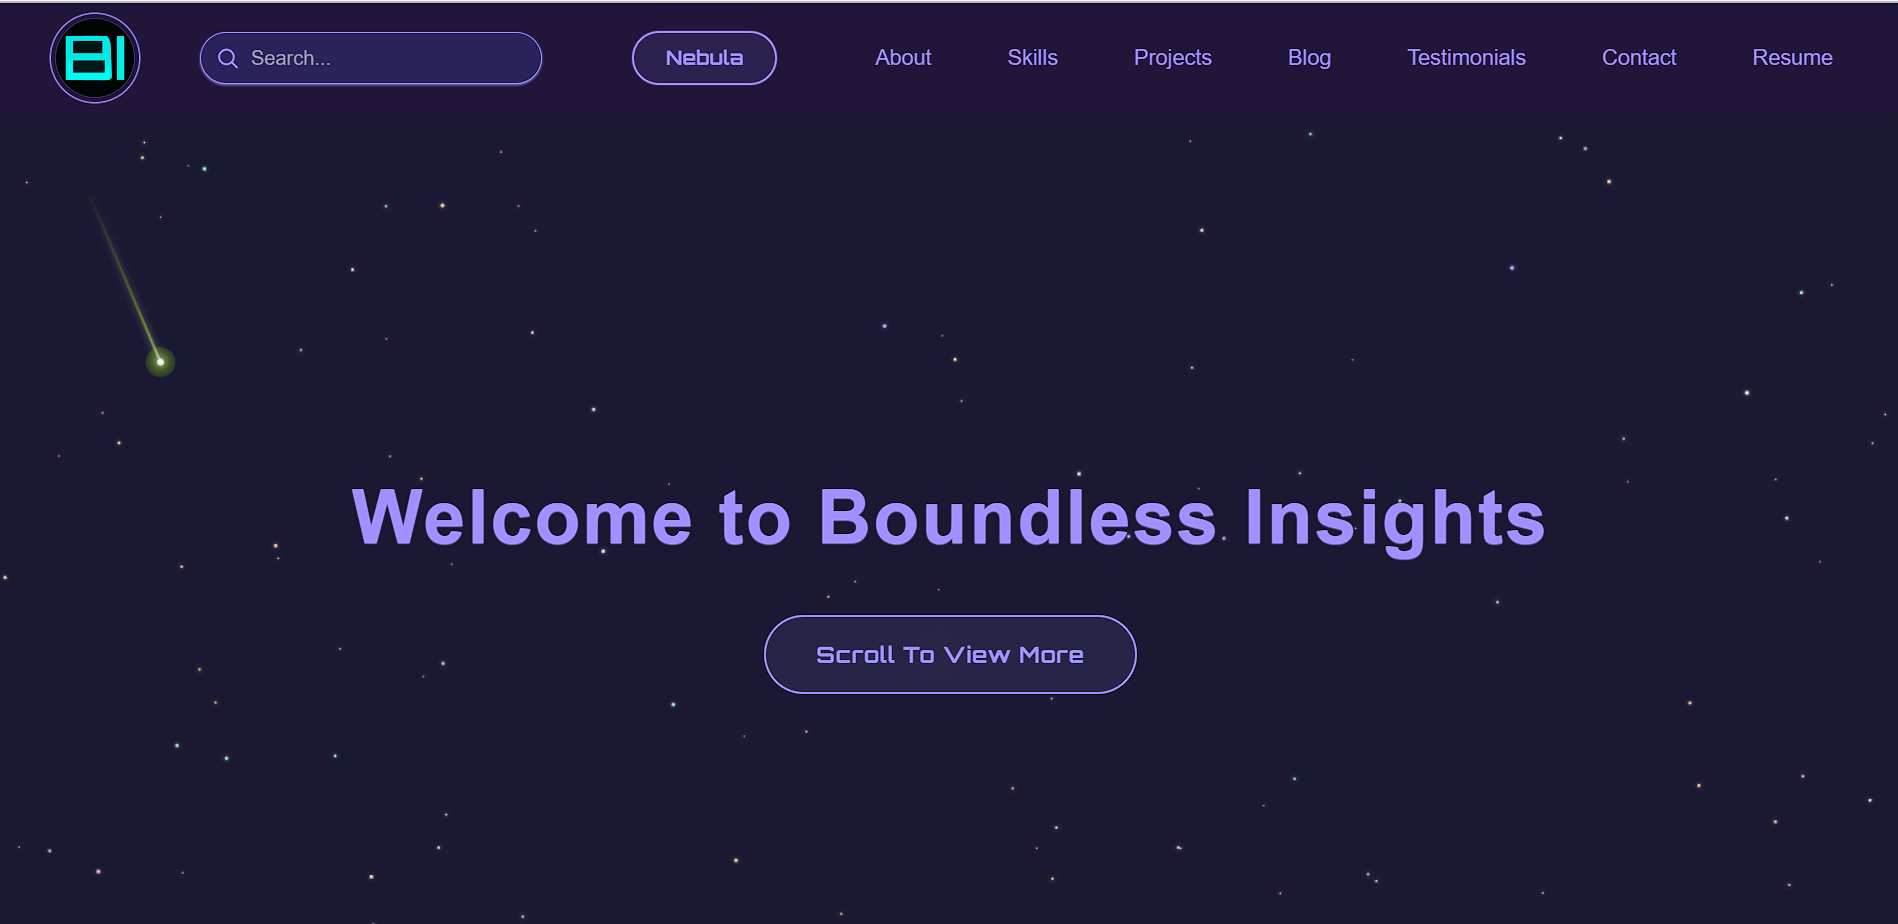 BI
Search...
Nebula
About
Skills
Projects
Blog
Testimonials
Contact
Resume
Welcome to Boundless Insights
Scroll To View More